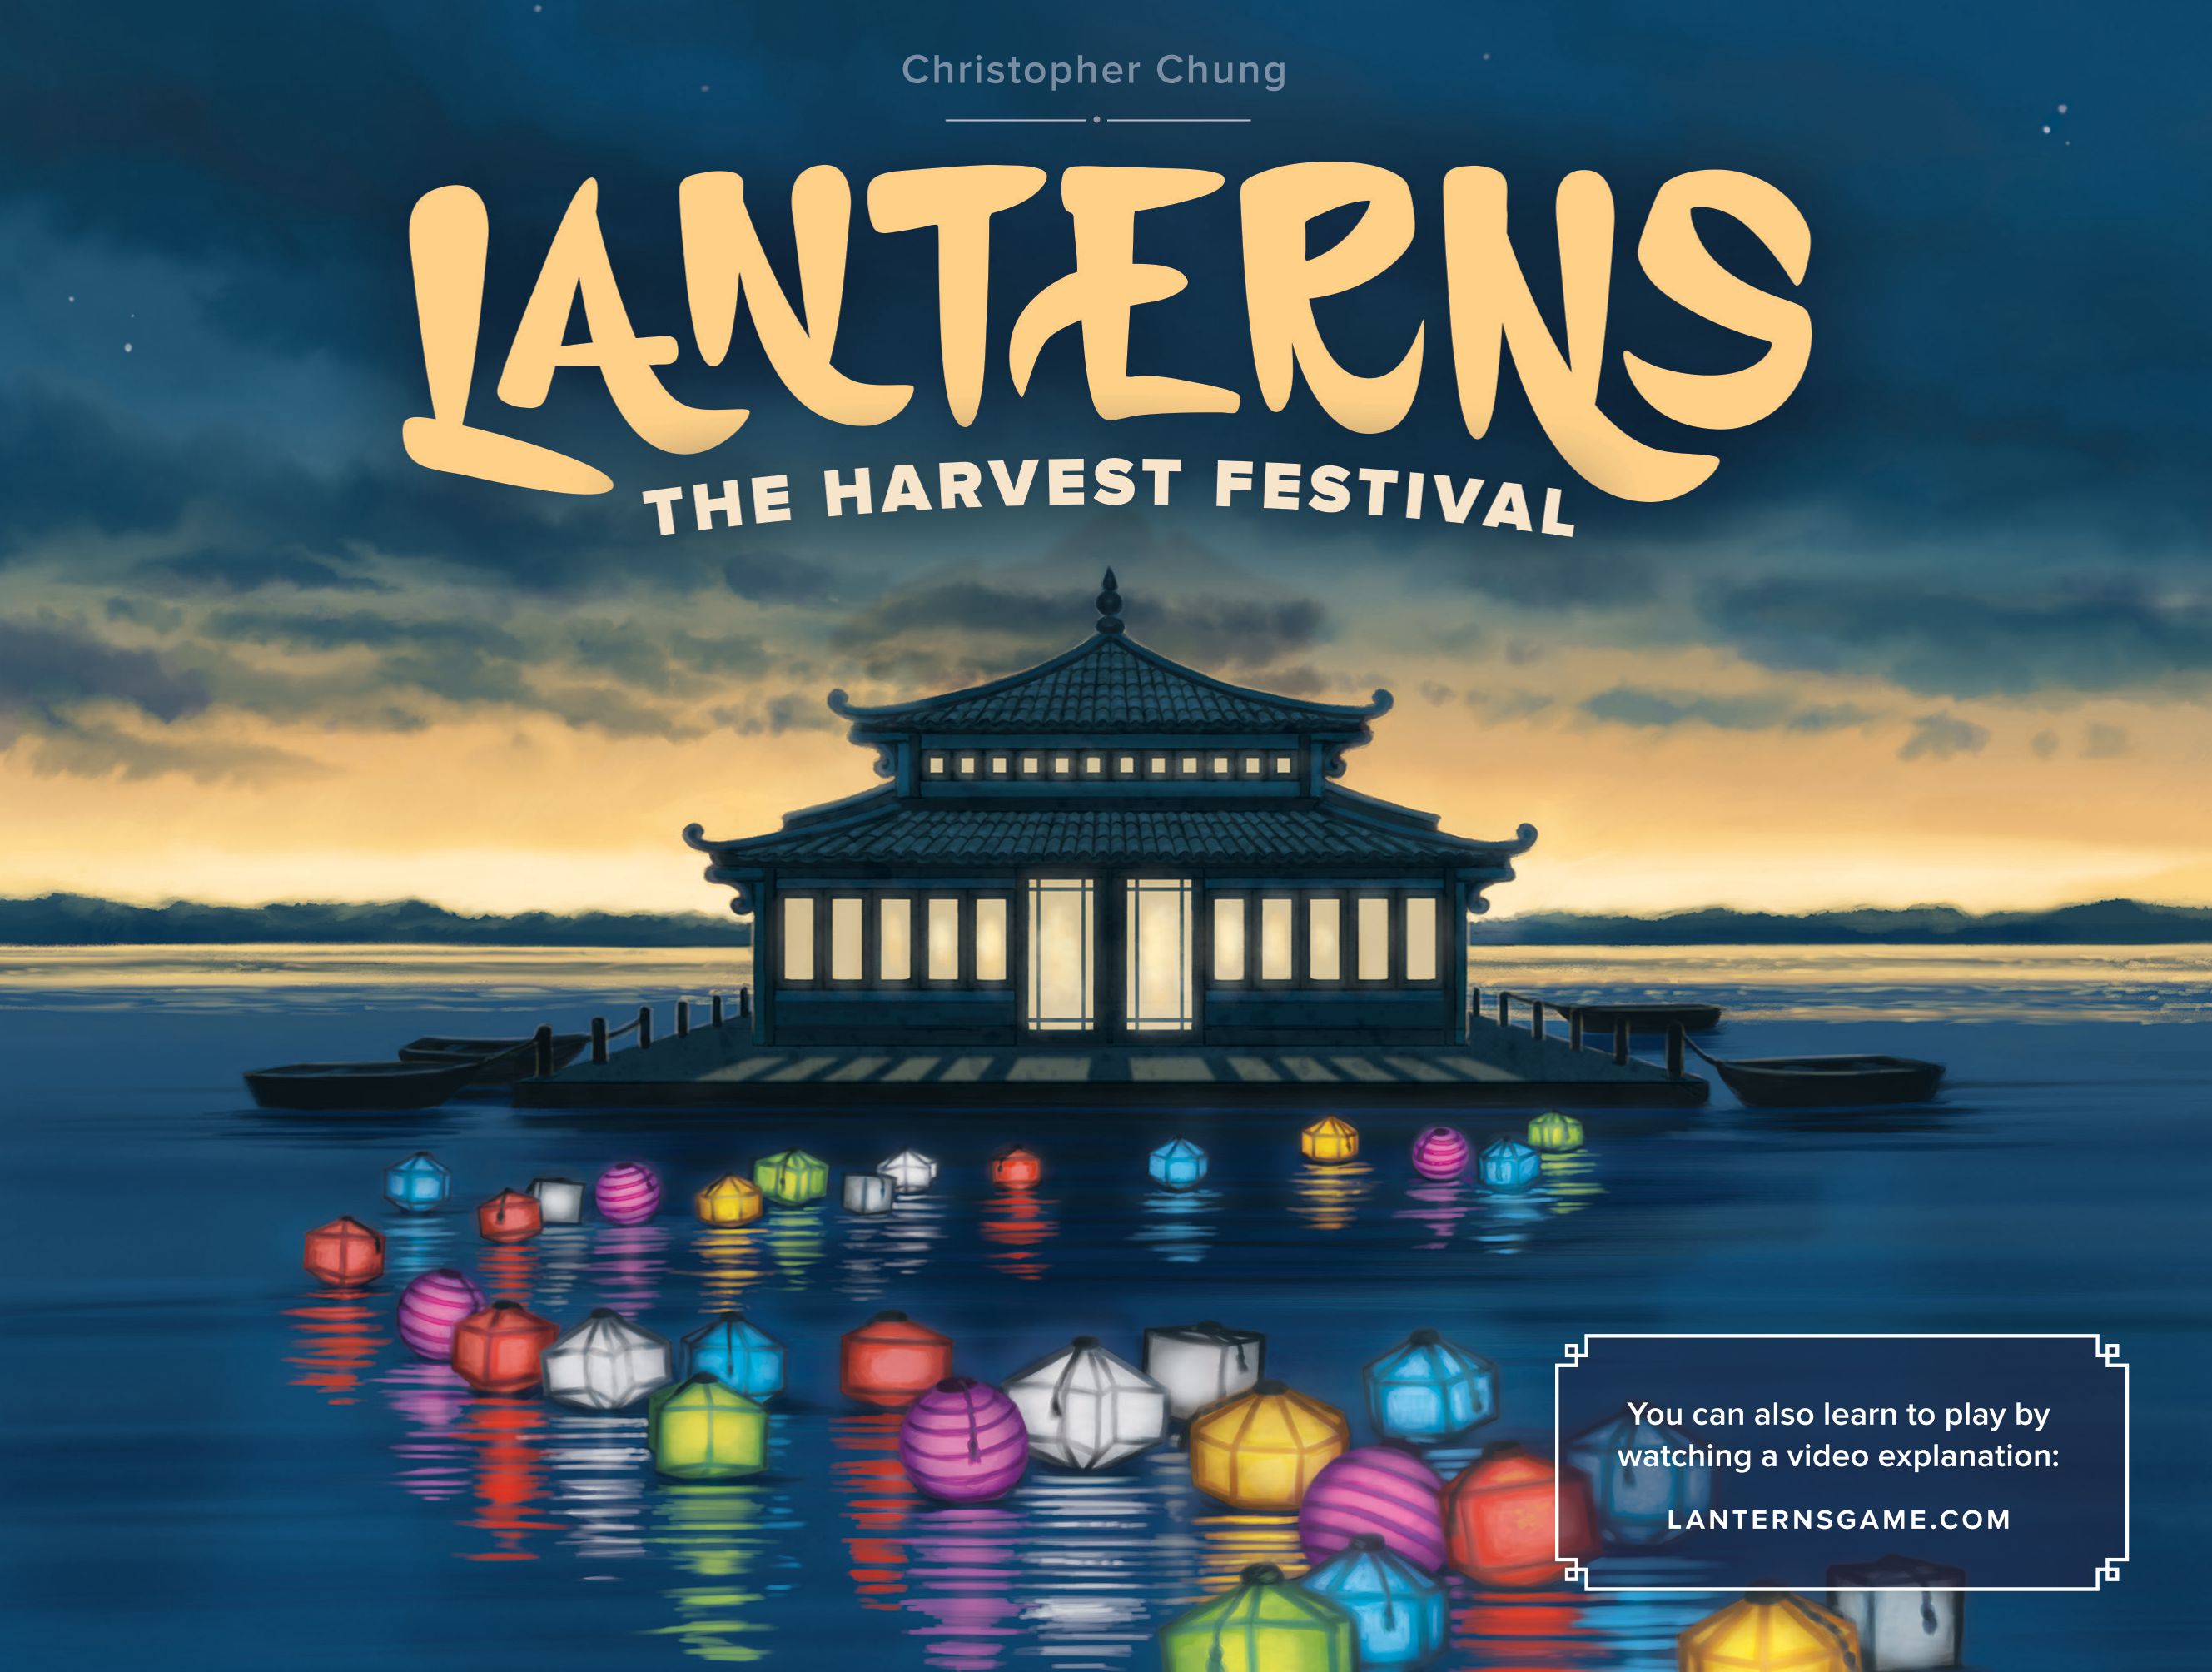 Christopher Chung
LANTERNS
THE HARVEST FESTIVAL
You can also learn to play by
watching a video explanation:
LANTERNSGAME.COM